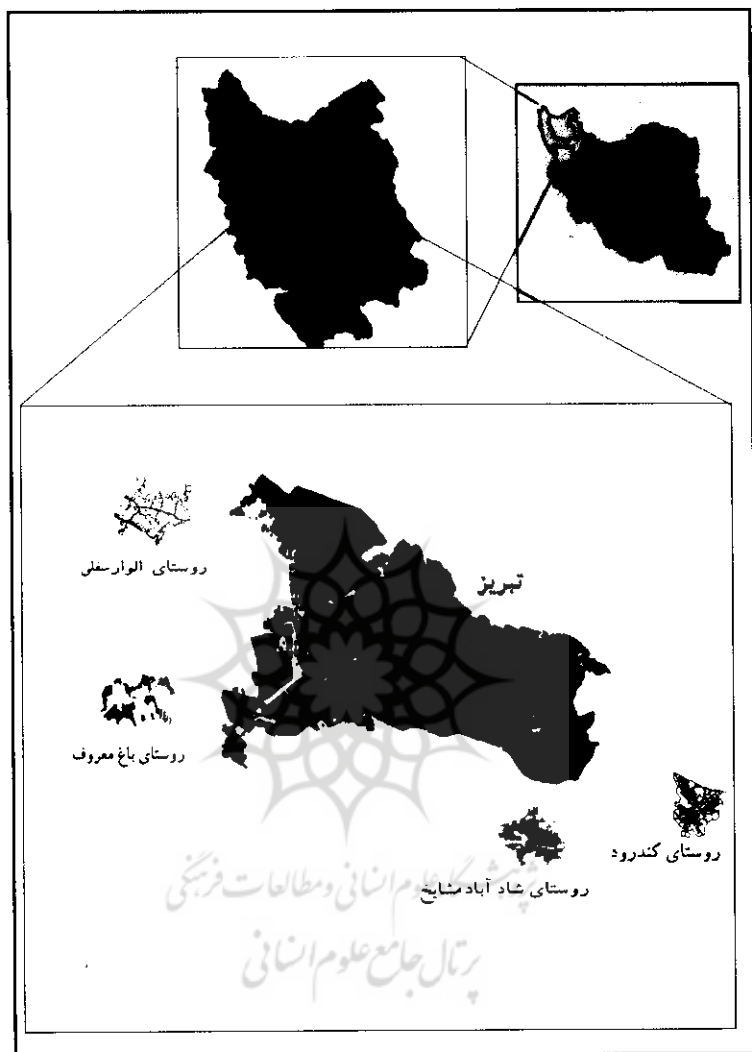 روستای الوارسفلی
تبریز
روستای باغ معروف
روستای کندرود
روستای شاد آباد مشایخ
پژوهشگاه علوم انسانی و مطالعات فرهنگی
پرتال جامع علوم انسانی